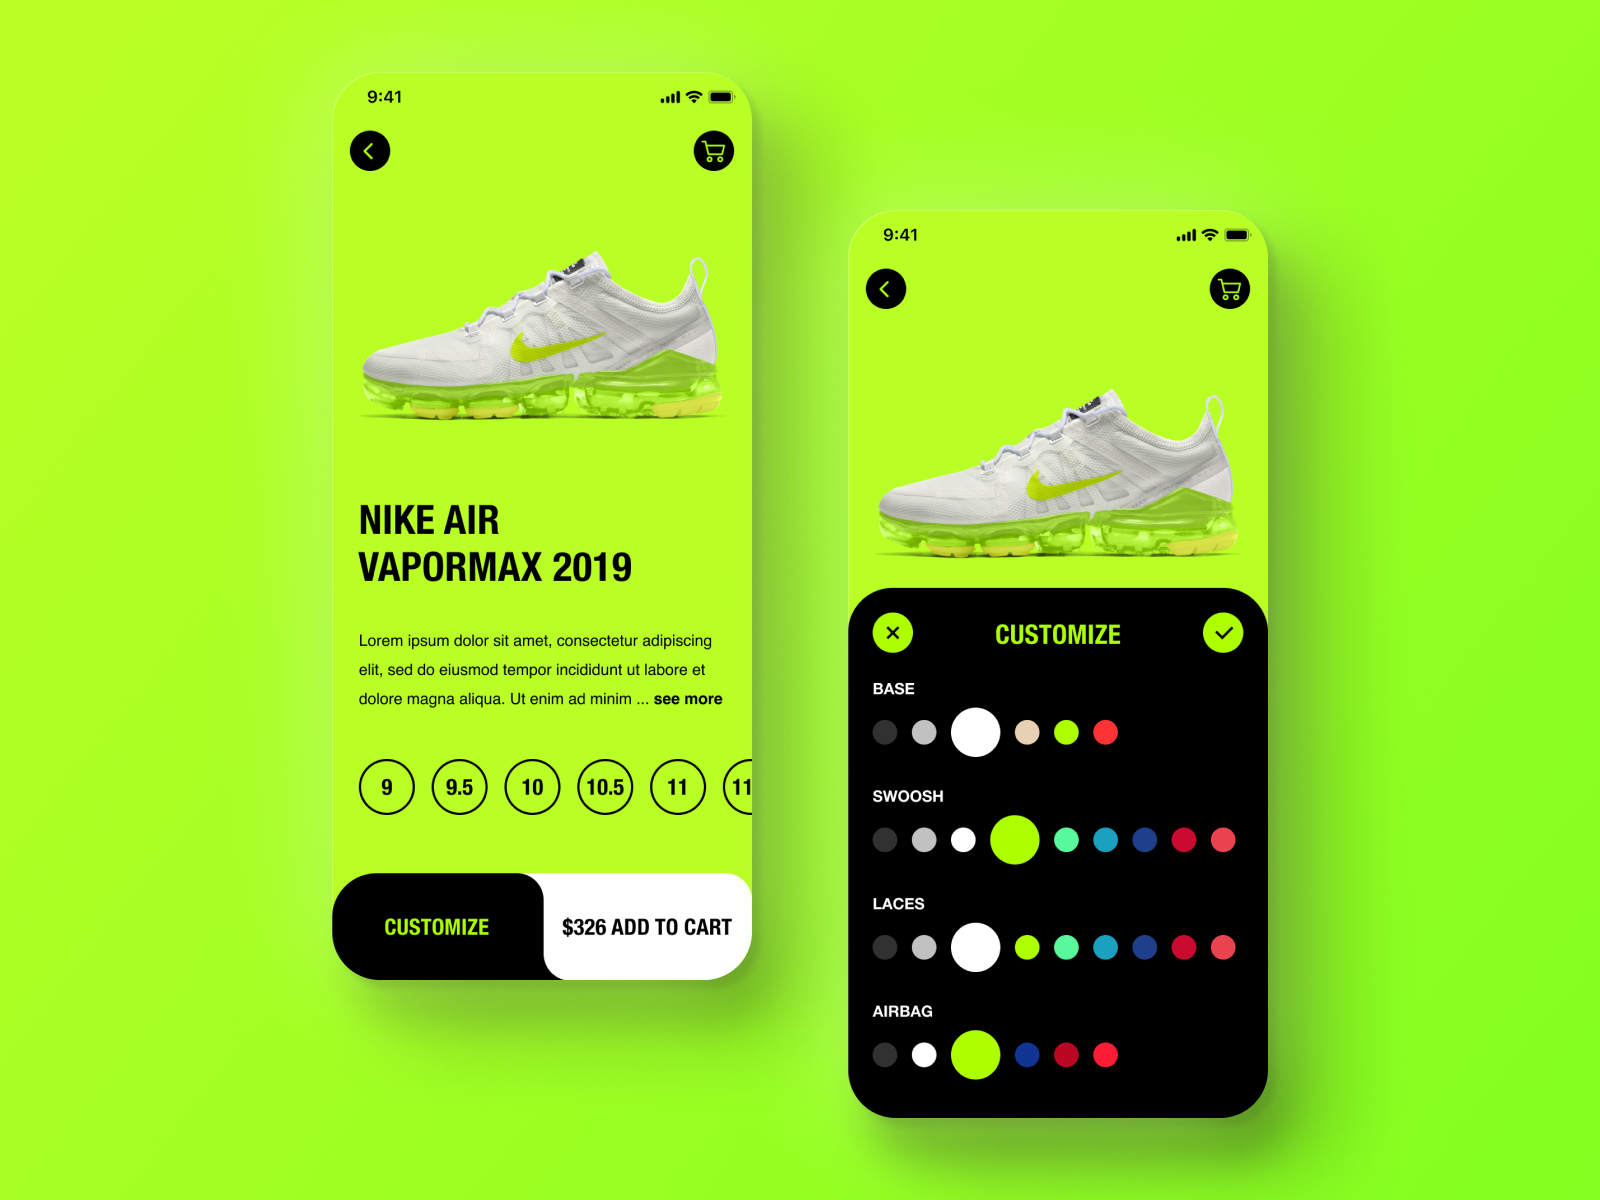 9:41
NIKE AIR
VAPORMAX 2019
Lorem ipsum dolor sit amet, consectetur adipiscing
elit, sed do eiusmod tempor incididunt ut labore et
dolore magna aliqua. Ut enim ad minim ... see more
9 9.5 10 10.5 11 11
CUSTOMIZE $326 ADD TO CART
9:41
CUSTOMIZE
BASE
SWOOSH
LACES
AIRBAG